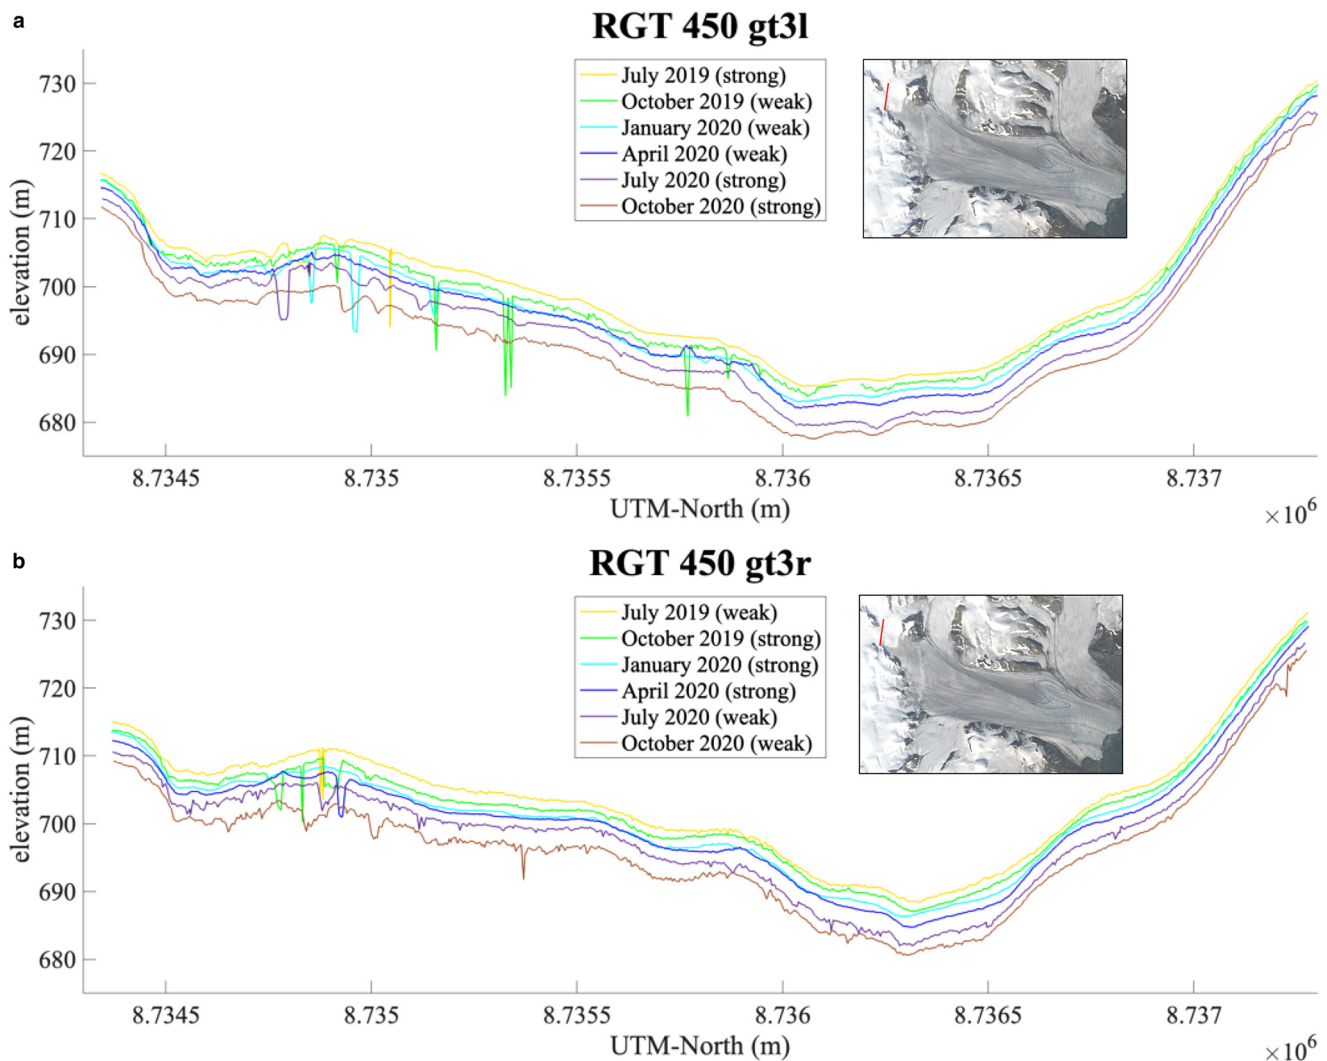 a
RGT 450 gt3l
July 2019 (strong)
October 2019 (weak)
January 2020 (weak)
April 2020 (weak)
July 2020 (strong)
October 2020 (strong)
730
720
710
700
690
680
elevation (m)
8.7345
8.735
8.7355
8.736
8.7365
8.737
UTM-North (m)
×10⁶
b
RGT 450 gt3r
July 2019 (weak)
October 2019 (strong)
January 2020 (strong)
April 2020 (strong)
July 2020 (weak)
October 2020 (weak)
730
720
710
700
690
680
elevation (m)
8.7345
8.735
8.7355
8.736
8.7365
8.737
UTM-North (m)
×10⁶